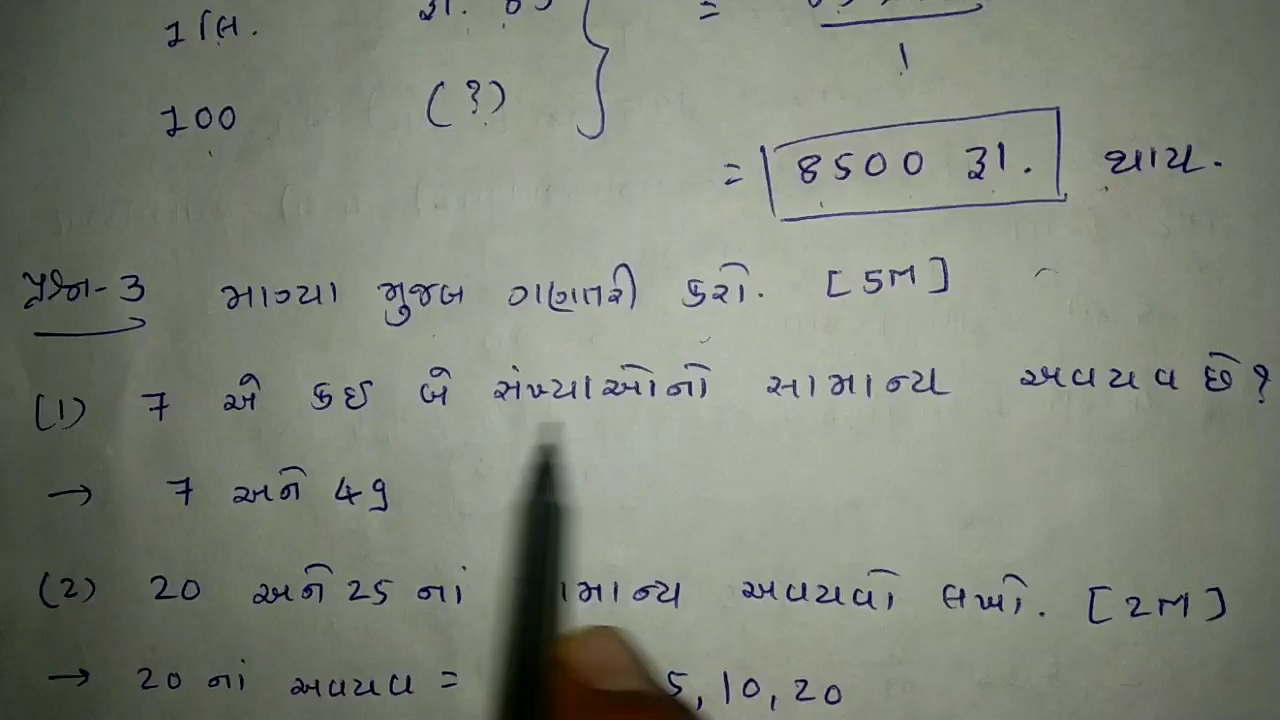 1 લિ.
100 (?)
= 8500 રૂા. થાય.
પ્રશ્ન-3 માગ્યા મુજબ ગણતરી કરો. [5M]
(1) 7 એ કઇ બે સંખ્યાઓનો સામાન્ય અવયવ છે?
→ 7 અને 49
(2) 20 અને 25 નાં માન્ય અવયવો લખો. [2M]
→ 20 નાં અવયવ = 5, 10, 20